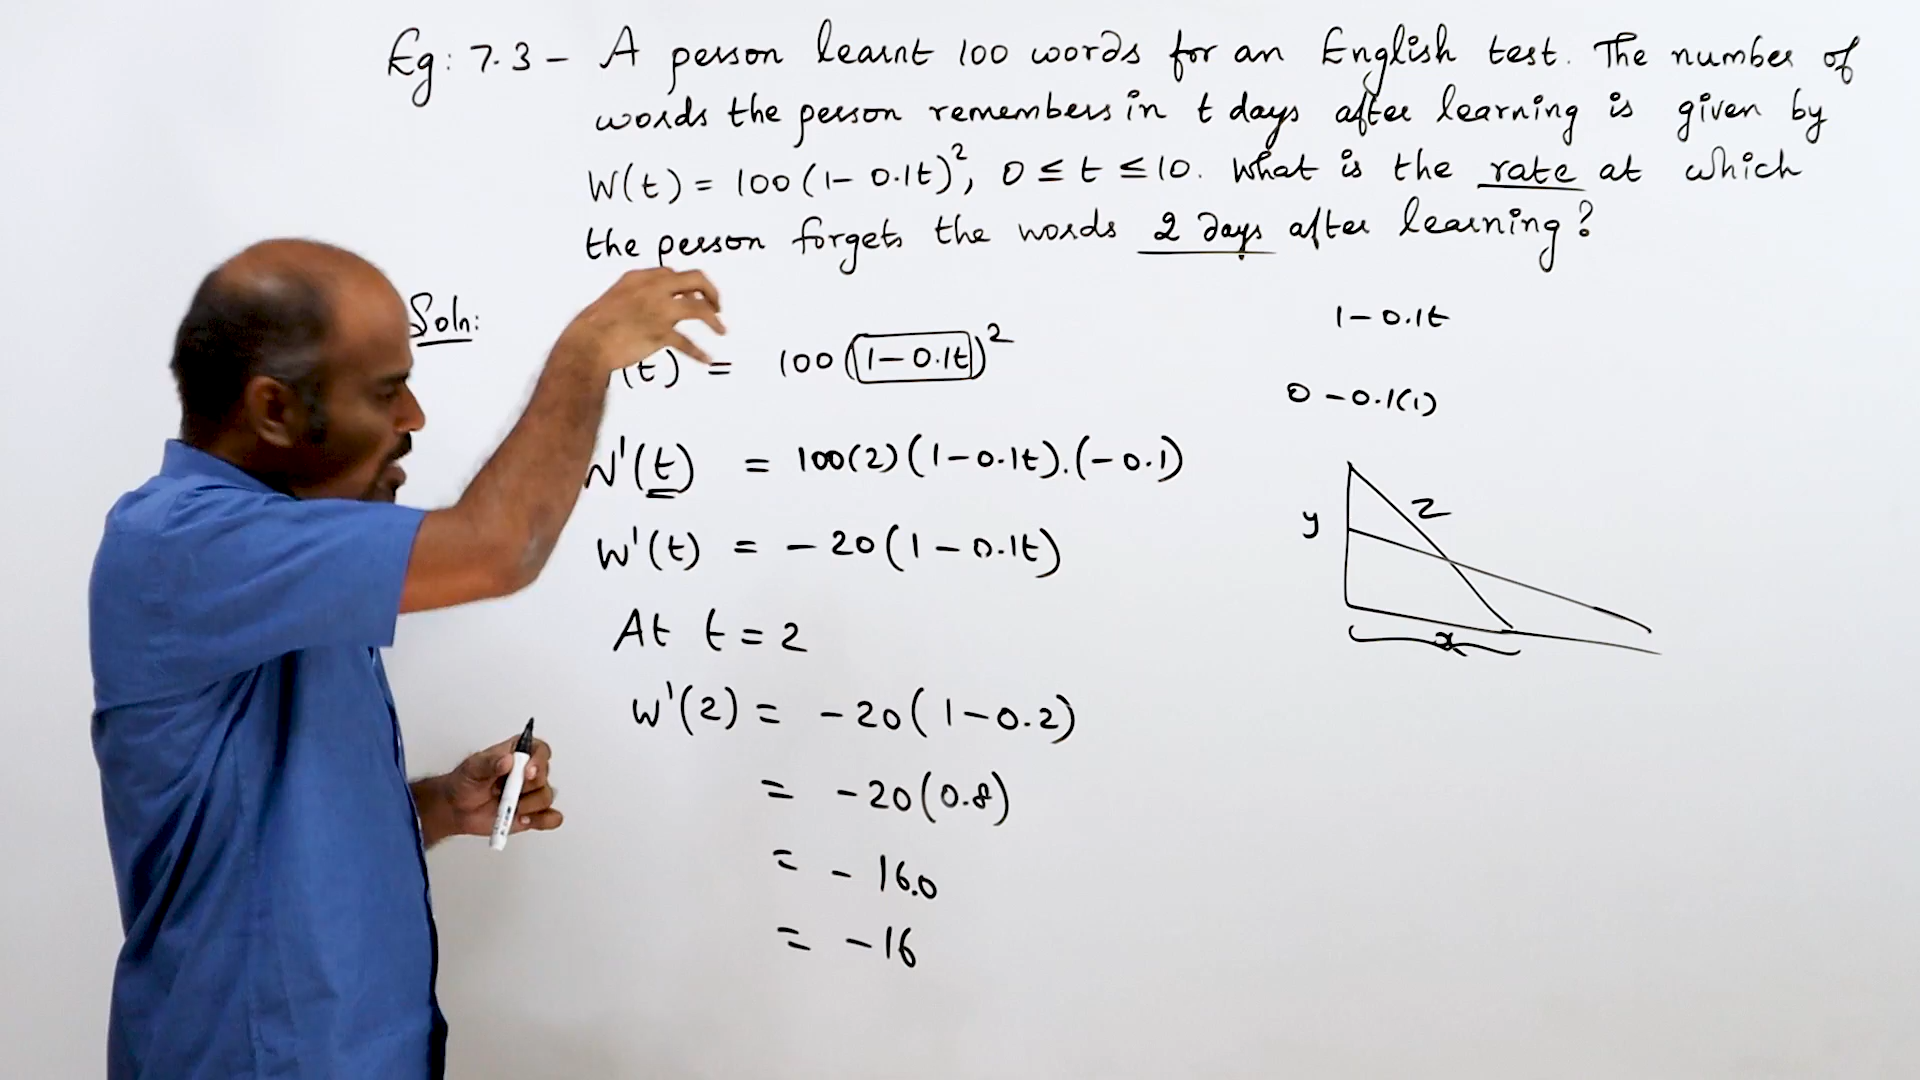 Eg: 7.3 - A person learnt 100 words for an English test. The number of
words the person remembers in t days after learning is given by
W(t) = 100(1 - 0.1t)², 0 ≤ t ≤ 10. What is the rate at which
the person forgets the words 2 days after learning?
Soln:
(t) = 100(1 - 0.1t)²
W'(t) = 100(2)(1 - 0.1t).(-0.1)
W'(t) = -20(1 - 0.1t)
At t = 2
W'(2) = -20(1 - 0.2)
= -20(0.8)
= -16.0
= -16
1 - 0.1t
0 - 0.1(1)
y
z
x